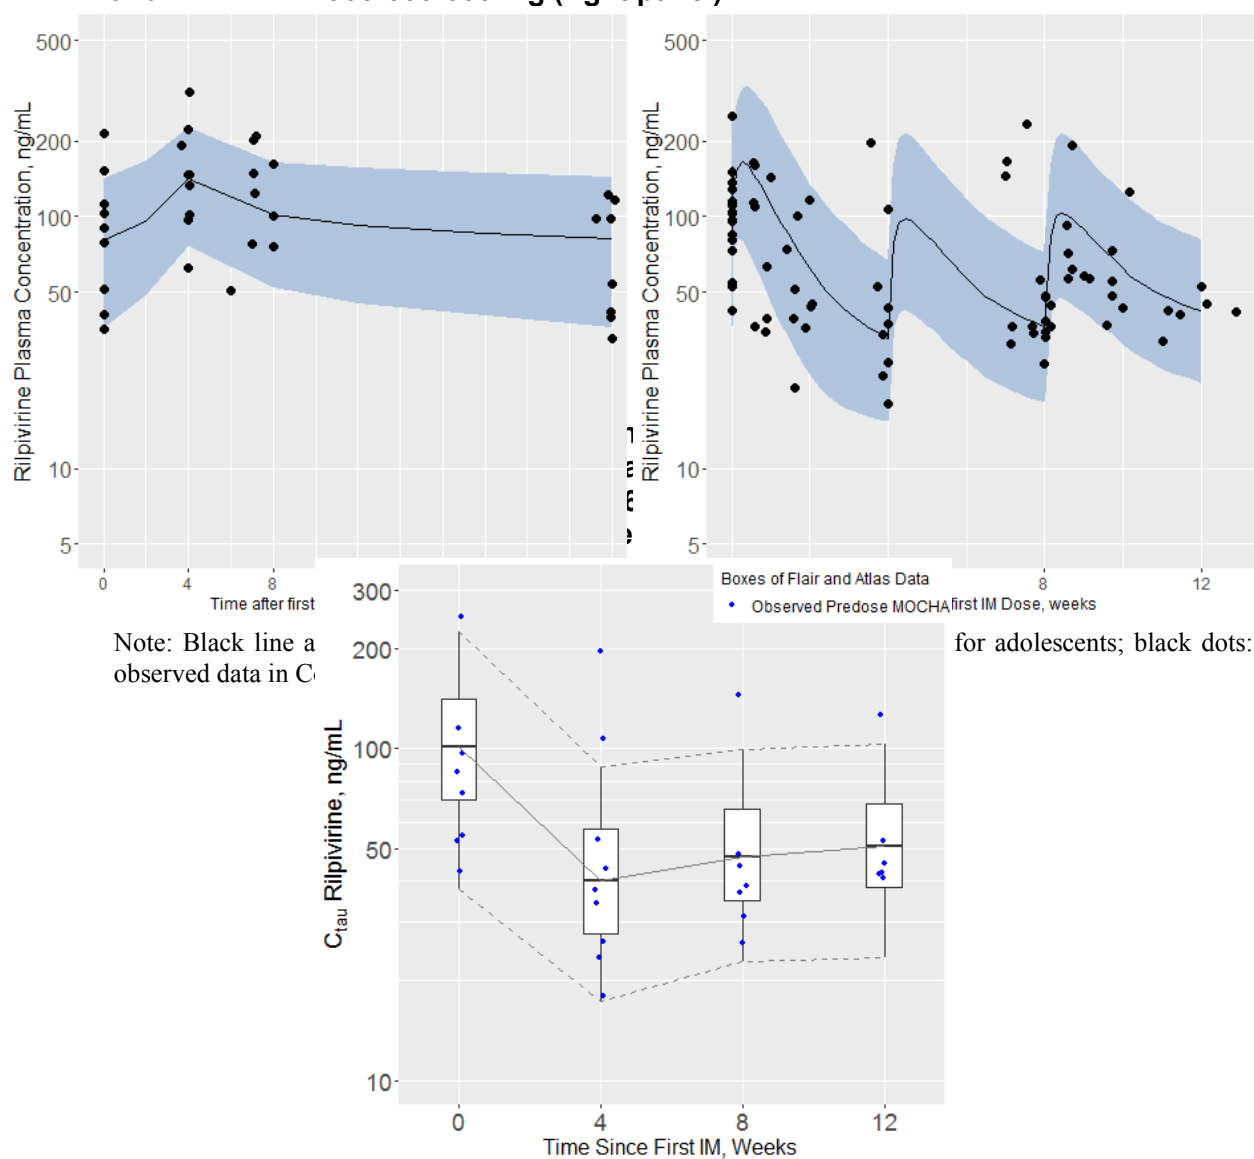 500
200
100
50
10
5
Rilpivirine Plasma Concentration, ng/mL
0 4 8
Time after first
500
200
100
50
10
5
Rilpivirine Plasma Concentration, ng/mL
8 12
first IM Dose, weeks
Boxes of Flair and Atlas Data
Observed Predose MOCHA
Note: Black line a
for adolescents; black dots:
observed data in C
300
200
100
50
10
Ctau Rilpivirine, ng/mL
0 4 8 12
Time Since First IM, Weeks